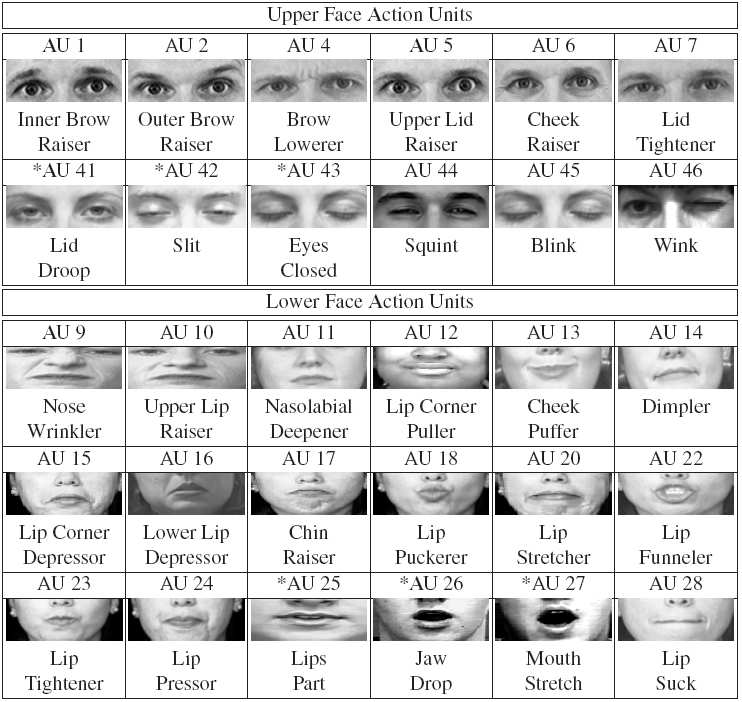 Upper Face Action Units
AU 1 AU 2 AU 4 AU 5 AU 6 AU 7
Inner Brow Outer Brow Brow Upper Lid Cheek Lid
Raiser Raiser Lowerer Raiser Raiser Tightener
*AU 41 *AU 42 *AU 43 AU 44 AU 45 AU 46
Lid Slit Eyes Squint Blink Wink
Droop Closed
Lower Face Action Units
AU 9 AU 10 AU 11 AU 12 AU 13 AU 14
Nose Upper Lip Nasolabial Lip Corner Cheek Dimpler
Wrinkler Raiser Deepener Puller Puffer
AU 15 AU 16 AU 17 AU 18 AU 20 AU 22
Lip Corner Lower Lip Chin Lip Lip Lip
Depressor Depressor Raiser Puckerer Stretcher Funneler
AU 23 AU 24 *AU 25 *AU 26 *AU 27 AU 28
Lip Lip Lips Jaw Mouth Lip
Tightener Pressor Part Drop Stretch Suck